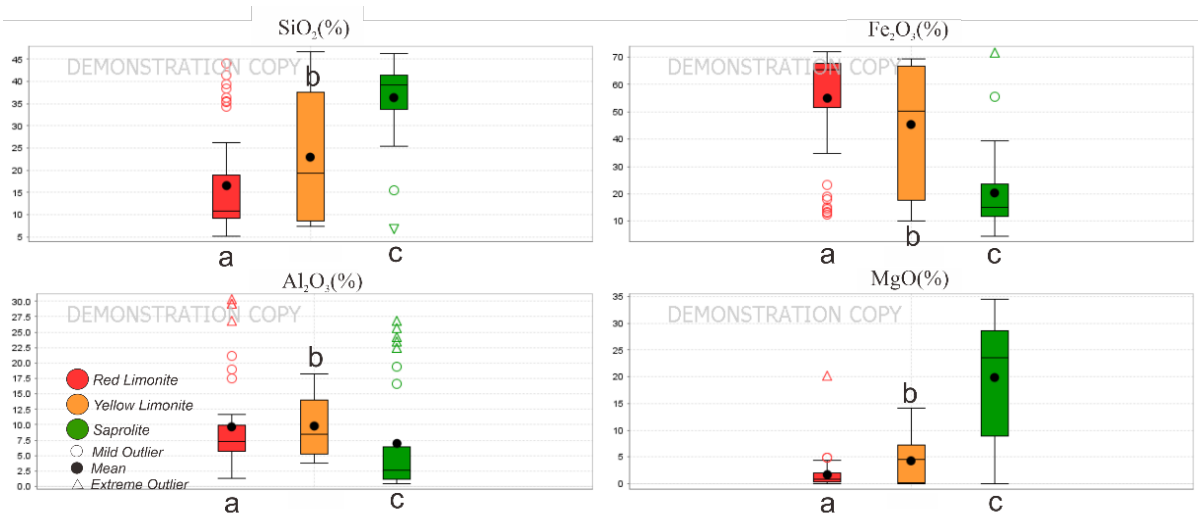 SiO₂(%)
DEMONSTRATION COPY
45
40
35
30
25
20
15
10
5
a
b
c
Fe₂O₃(%)
DEMONSTRATION COPY
70
60
50
40
30
20
10
a
b
c
Al₂O₃(%)
DEMONSTRATION COPY
30.0
27.5
25.0
22.5
20.0
17.5
15.0
12.5
10.0
7.5
5.0
2.5
0.0
Red Limonite
Yellow Limonite
Saprolite
Mild Outlier
Mean
Extreme Outlier
a
b
c
MgO(%)
DEMONSTRATION COPY
35
30
25
20
15
10
5
0
a
b
c